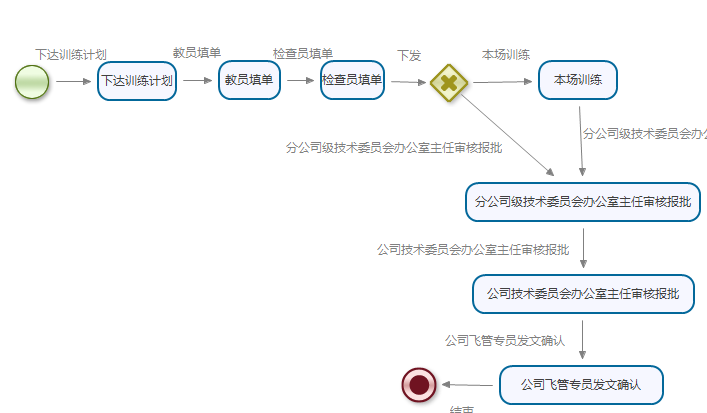 下达训练计划
教员填单
检查员填单
下发
本场训练
下达训练计划
教员填单
检查员填单
本场训练
分公司级技术委员会办公室主任审核报批
分公司级技术委员会办
分公司级技术委员会办公室主任审核报批
公司技术委员会办公室主任审核报批
公司技术委员会办公室主任审核报批
公司飞管专员发文确认
公司飞管专员发文确认
结束